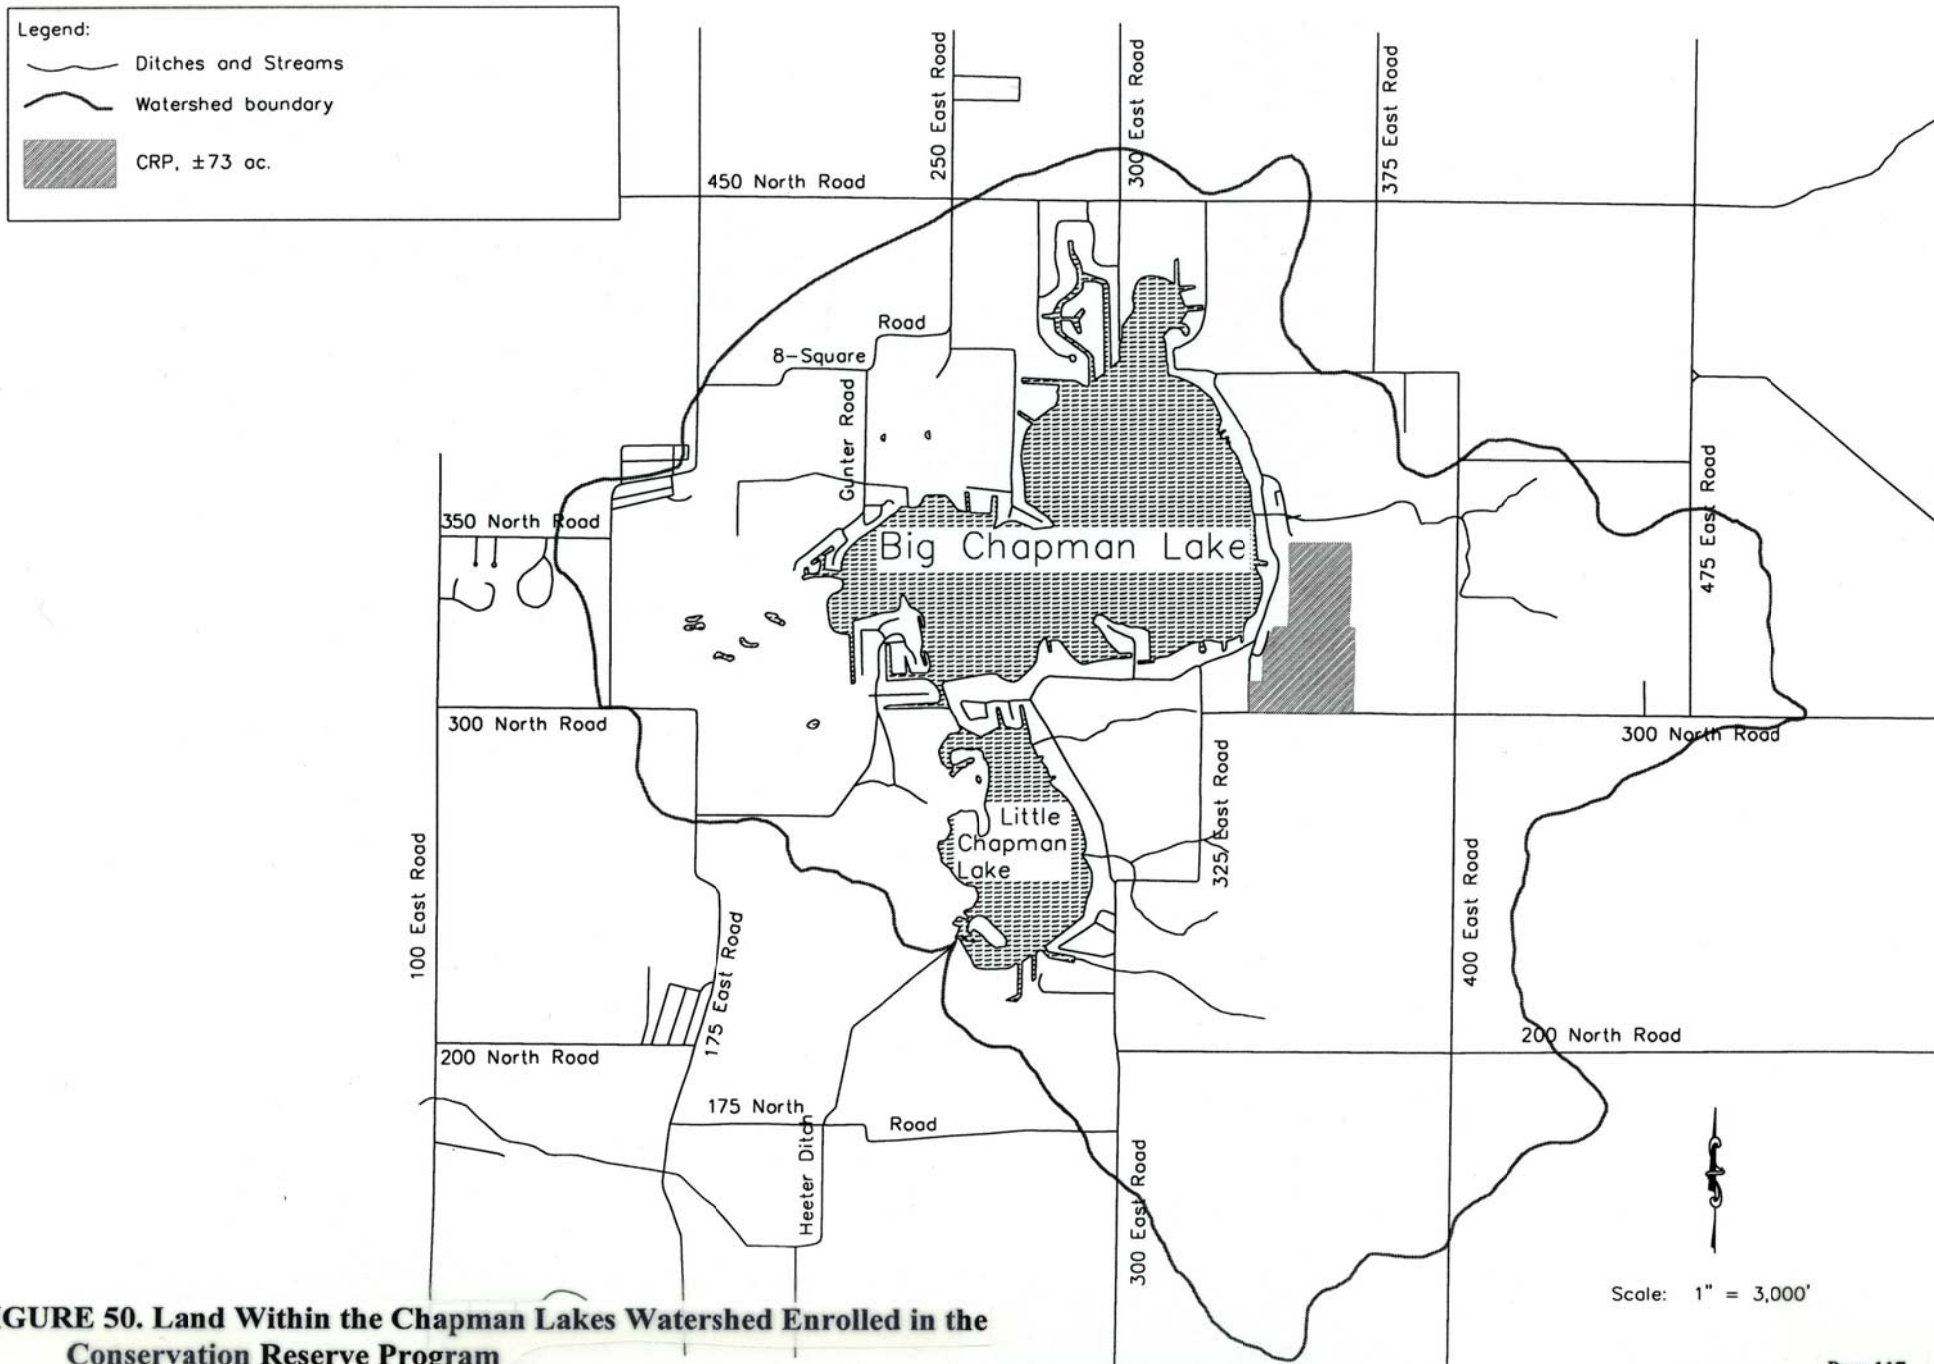 Legend:
Ditches and Streams
Watershed boundary
CRP, ±73 ac.
250 East Road
300 East Road
375 East Road
450 North Road
Road
8-Square
Gunter Road
350 North Road
475 East Road
Big Chapman Lake
300 North Road
300 North Road
325 East Road
Little
Chapman
Lake
100 East Road
400 East Road
175 East Road
200 North Road
200 North Road
175 North
Road
Heeter Ditch
300 East Road
Scale: 1" = 3,000'
IGURE 50. Land Within the Chapman Lakes Watershed Enrolled in the
Conservation Reserve Program